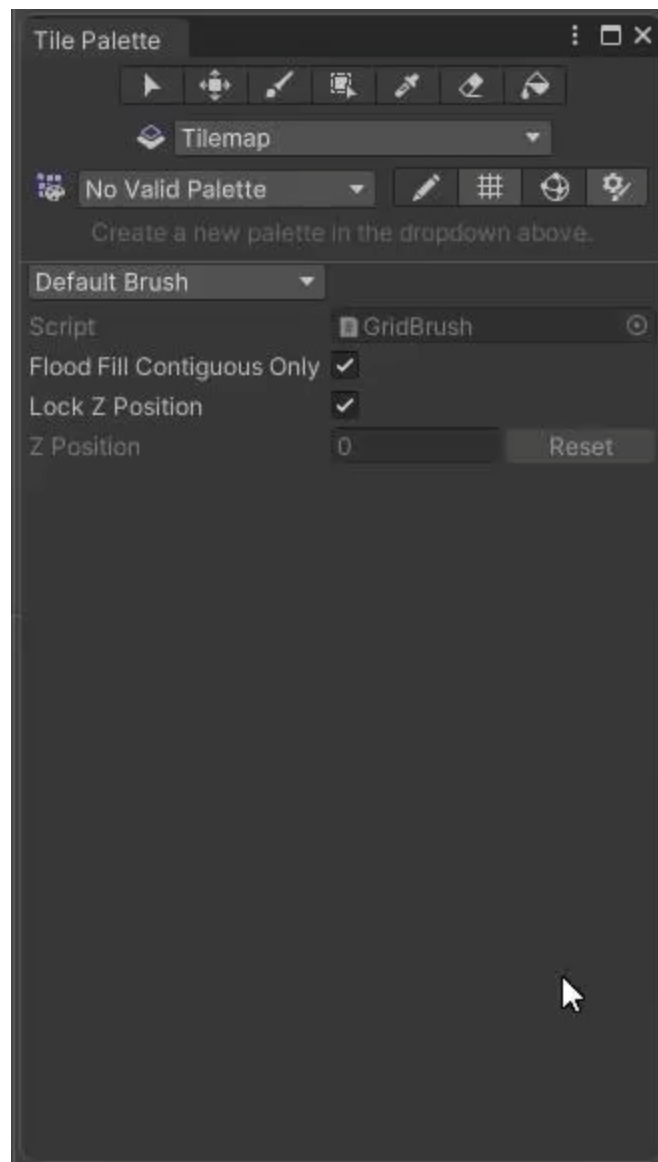 Tile Palette
Tilemap
No Valid Palette
Create a new palette in the dropdown above.
Default Brush
Script GridBrush
Flood Fill Contiguous Only
Lock Z Position
Z Position 0 Reset